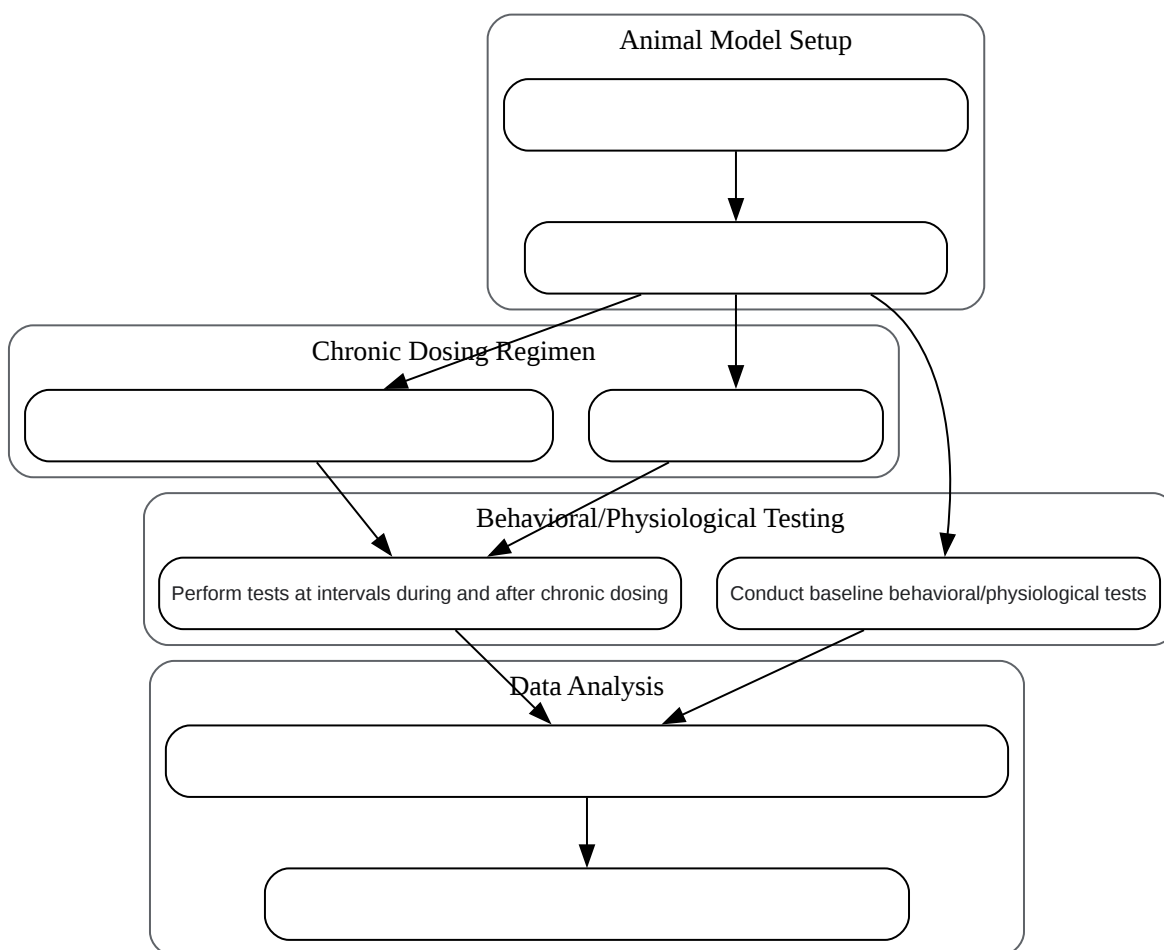 Animal Model Setup
Chronic Dosing Regimen
Behavioral/Physiological Testing
Perform tests at intervals during and after chronic dosing
Conduct baseline behavioral/physiological tests
Data Analysis